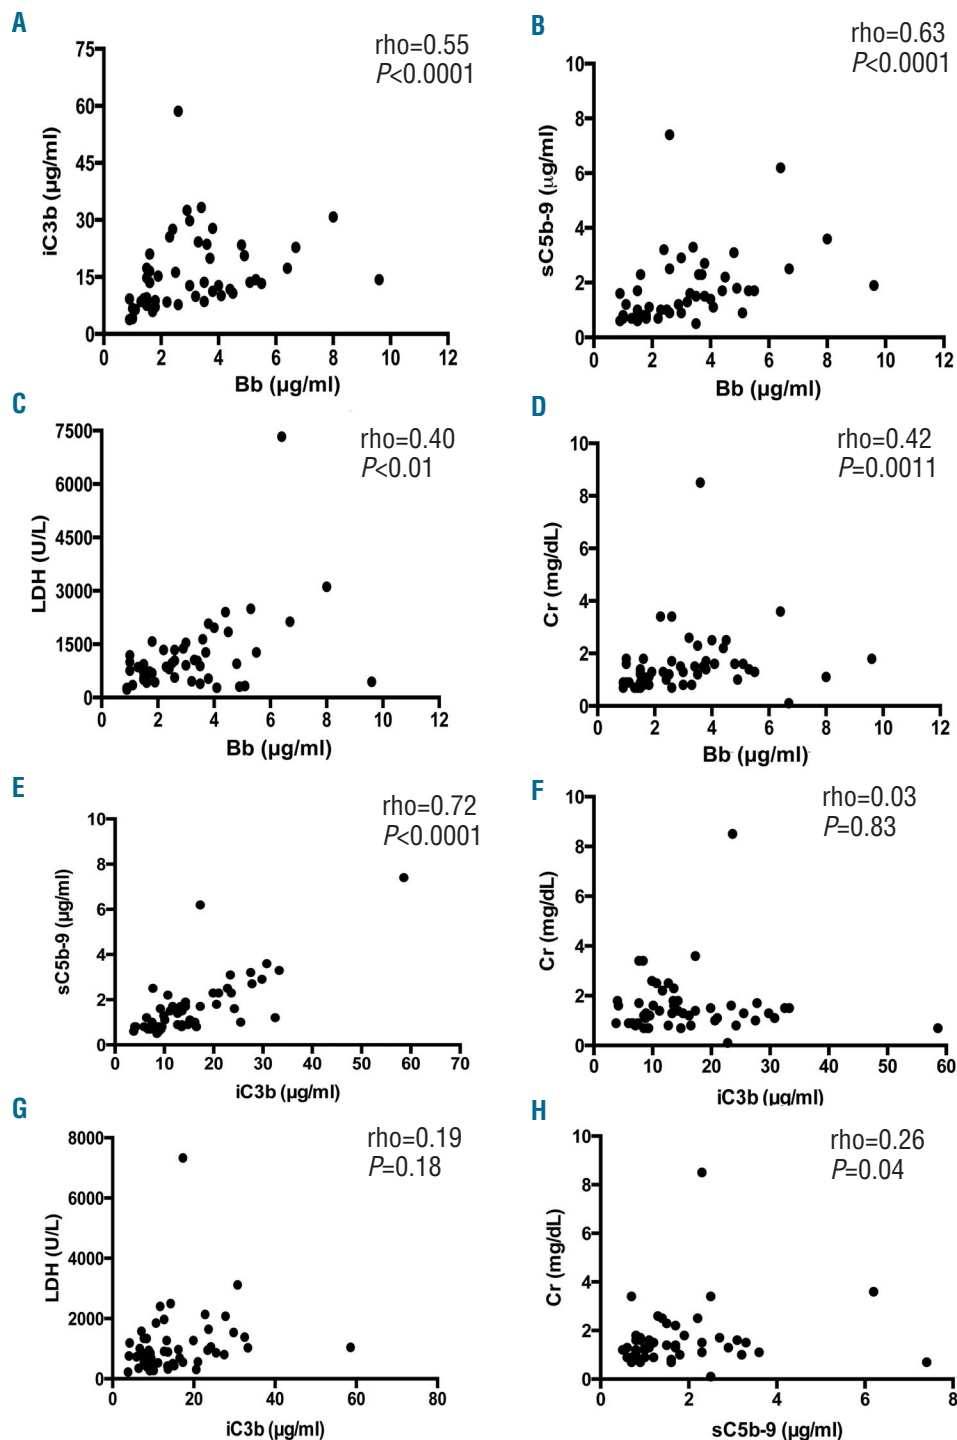 A
rho=0.55
P<0.0001
75
60
45
30
15
0
iC3b (µg/ml)
0 2 4 6 8 10 12
Bb (µg/ml)
B
rho=0.63
P<0.0001
10
8
6
4
2
0
sC5b-9 (µg/ml)
0 2 4 6 8 10 12
Bb (µg/ml)
C
rho=0.40
P<0.01
7500
6000
4500
3000
1500
0
LDH (U/L)
0 2 4 6 8 10 12
Bb (µg/ml)
D
rho=0.42
P=0.0011
10
8
6
4
2
0
Cr (mg/dL)
0 2 4 6 8 10 12
Bb (µg/ml)
E
rho=0.72
P<0.0001
10
8
6
4
2
0
sC5b-9 (µg/ml)
0 10 20 30 40 50 60 70
iC3b (µg/ml)
F
rho=0.03
P=0.83
10
8
6
4
2
0
Cr (mg/dL)
0 10 20 30 40 50 60
iC3b (µg/ml)
G
rho=0.19
P=0.18
8000
6000
4000
2000
0
LDH (U/L)
0 20 40 60 80
iC3b (µg/ml)
H
rho=0.26
P=0.04
10
8
6
4
2
0
Cr (mg/dL)
0 2 4 6 8
sC5b-9 (µg/ml)